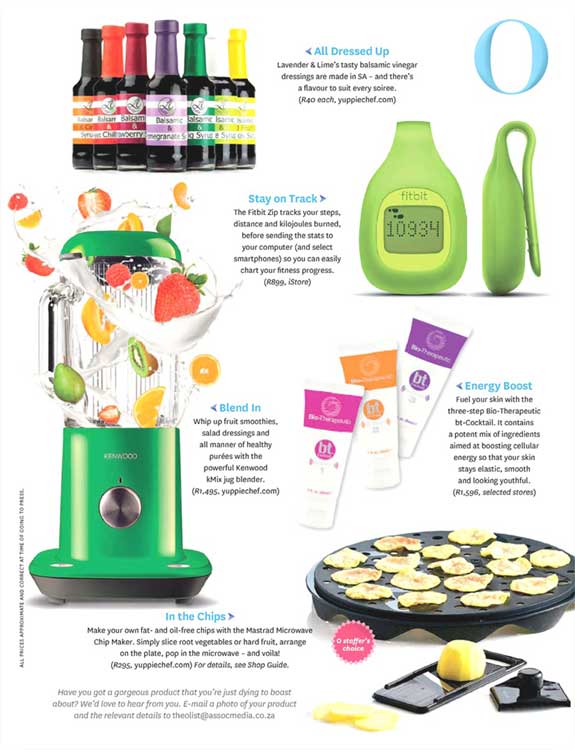 All Dressed Up
Lavender & Lime's tasty balsamic vinegar
dressings are made in SA – and there's
a flavour to suit every soiree.
(R40 each, yuppiechef.com)
O
Balsamic
&
Balsamic
&
Balsamic
&
Balsamic
&
Balsamic
&
Stay on Track
The Fitbit Zip tracks your steps,
distance and kilojoules burned,
before sending the stats to
your computer (and select
smartphones) so you can easily
chart your fitness progress.
(R899, iStore)
fitbit
10934
Blend In
Whip up fruit smoothies,
salad dressings and
all manner of healthy
purées with the
powerful Kenwood
kMix jug blender.
(R1,495, yuppiechef.com)
KENWOOD
Bio-Therapeutic
bt
Bio-Therapeutic
bt
Bio-Therapeutic
bt
Energy Boost
Fuel your skin with the
three-step Bio-Therapeutic
bt-Cocktail. It contains
a potent mix of ingredients
aimed at boosting cellular
energy so that your skin
stays elastic, smooth
and looking youthful.
(R1,596, selected stores)
In the Chips
Make your own fat- and oil-free chips with the Mastrad Microwave
Chip Maker. Simply slice root vegetables or hard fruit, arrange
on the plate, pop in the microwave – and voila!
(R295, yuppiechef.com) For details, see Shop Guide.
O staffer's
choice
Have you got a gorgeous product that you're just dying to boast
about? We'd love to hear from you. E-mail a photo of your product
and the relevant details to theolist@assocmedia.co.za
ALL PRICES APPROXIMATE AND CORRECT AT TIME OF GOING TO PRESS.